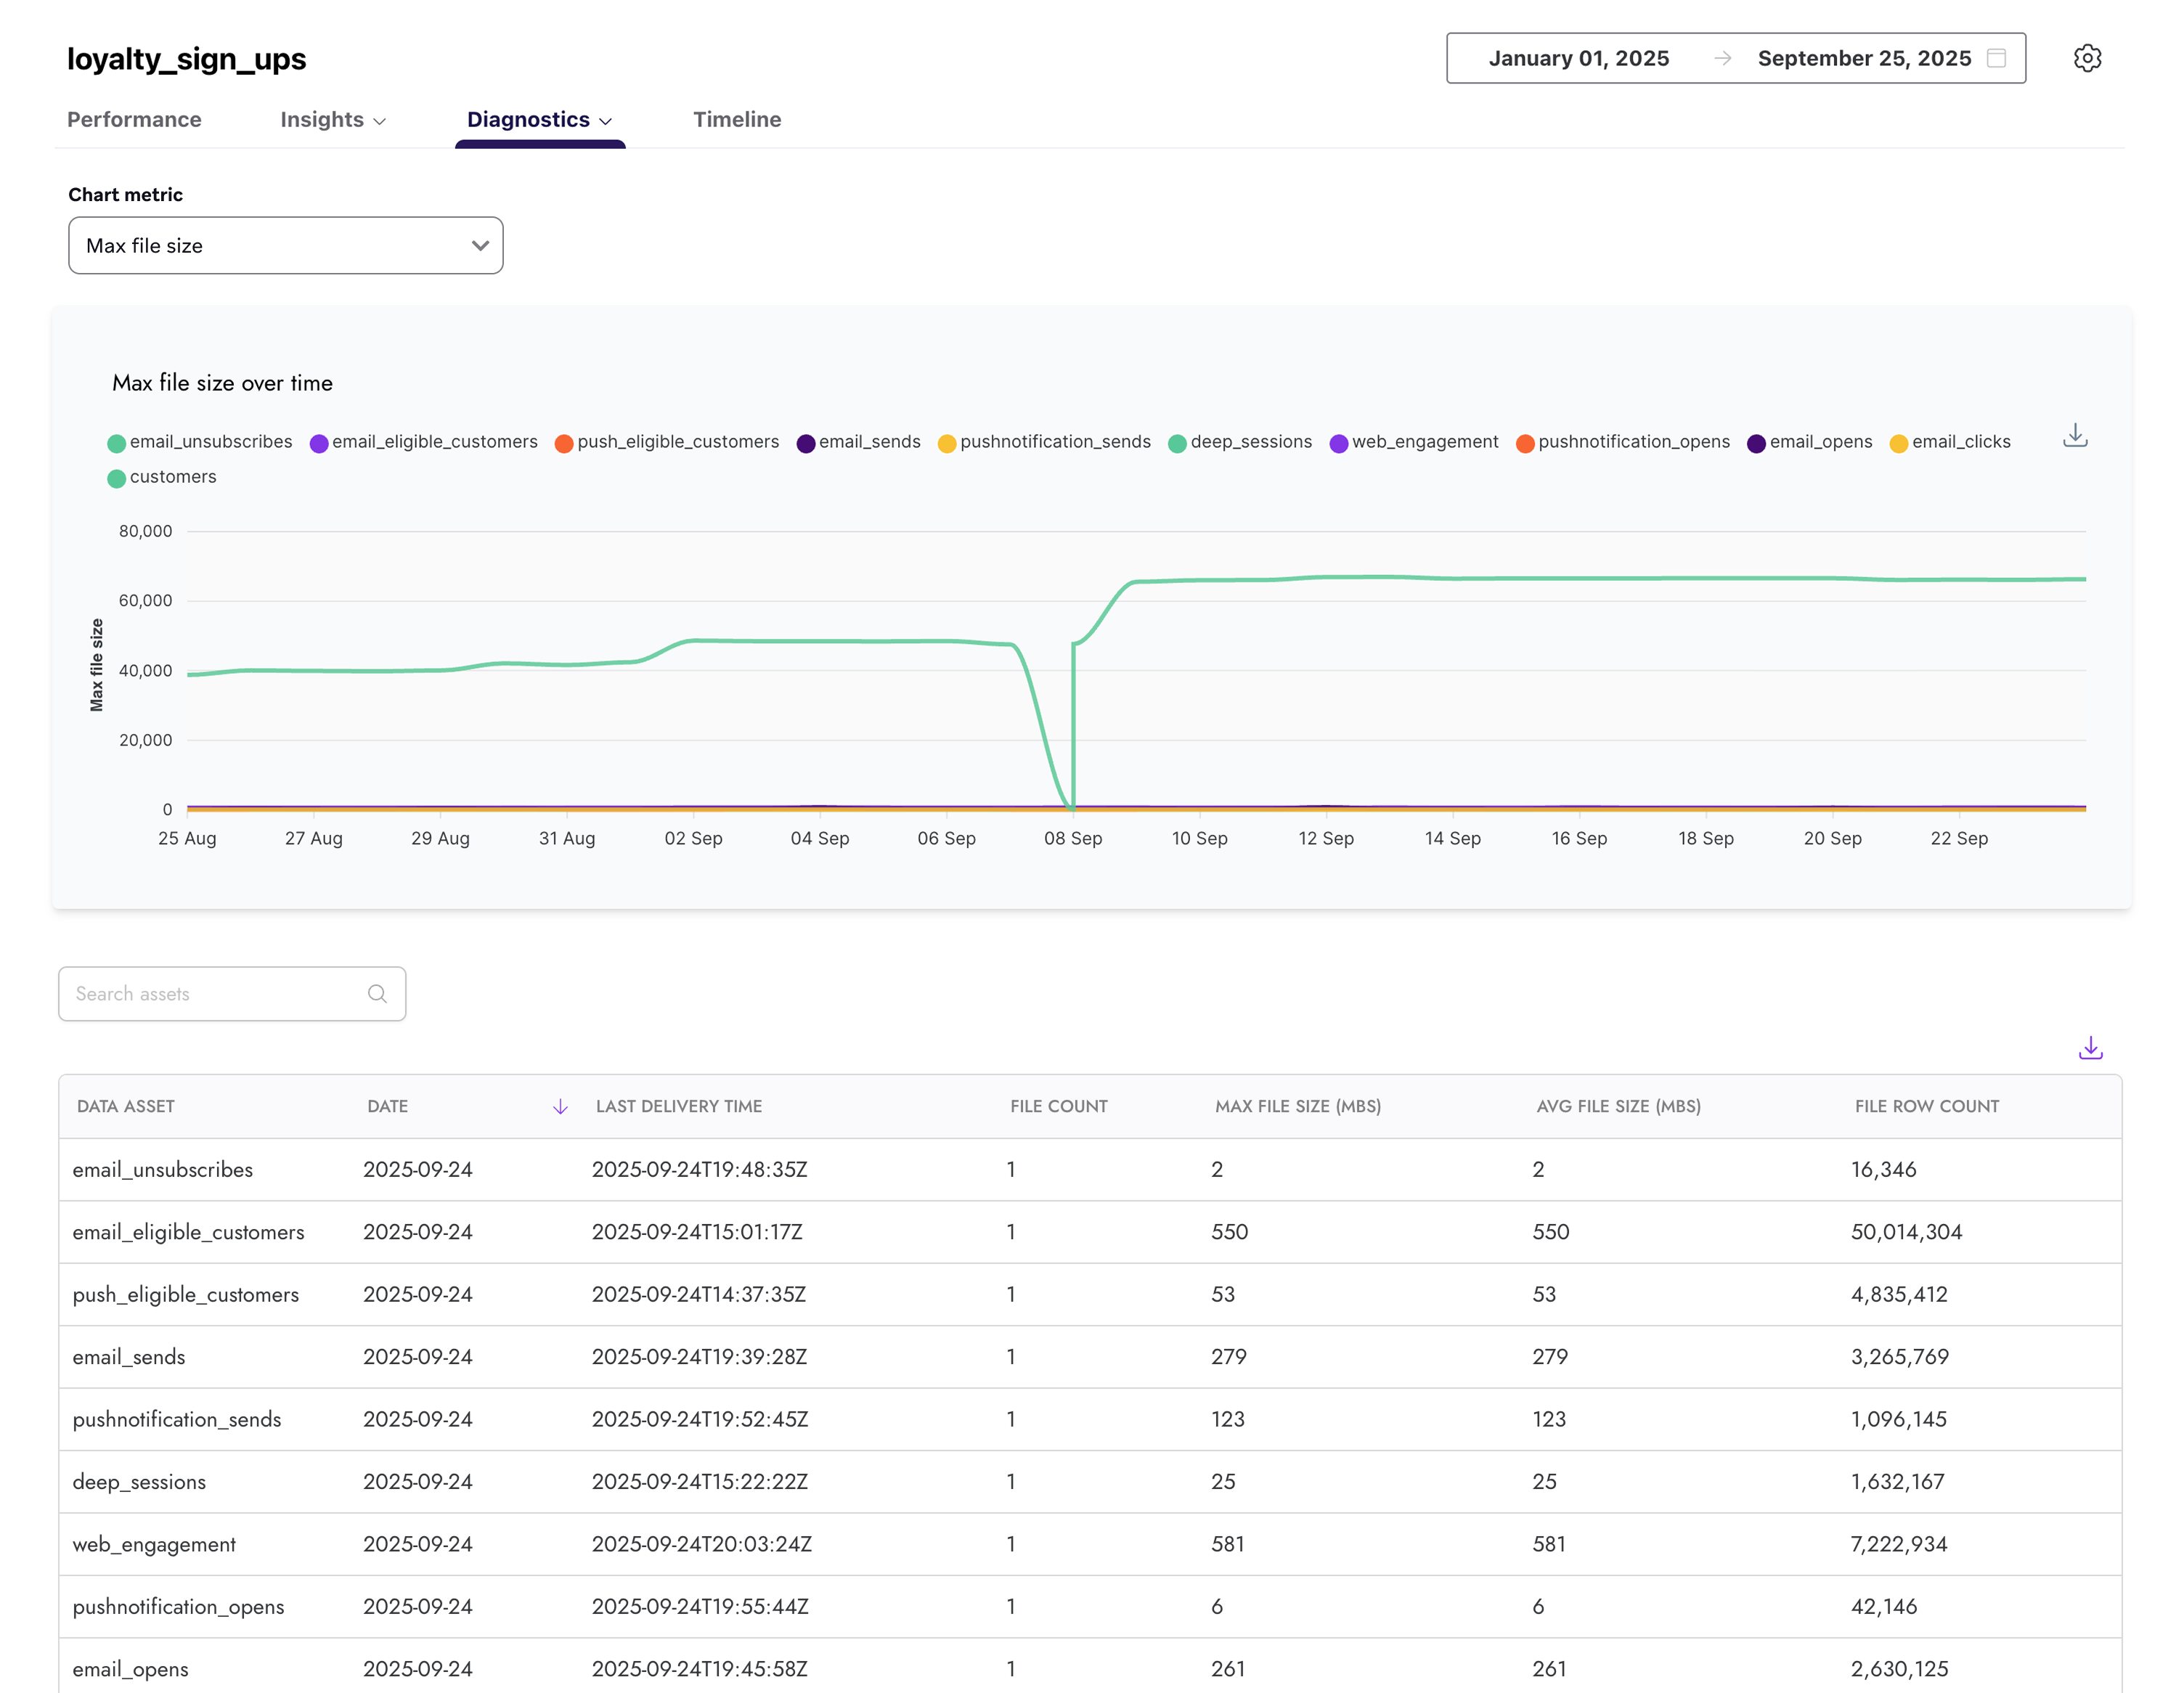 loyalty_sign_ups
January 01, 2025 → September 25, 2025
Performance Insights Diagnostics Timeline
Chart metric
Max file size
Max file size over time
email_unsubscribes email_eligible_customers push_eligible_customers email_sends pushnotification_sends deep_sessions web_engagement pushnotification_opens email_opens email_clicks
customers
Max file size
80,000
60,000
40,000
20,000
0
25 Aug 27 Aug 29 Aug 31 Aug 02 Sep 04 Sep 06 Sep 08 Sep 10 Sep 12 Sep 14 Sep 16 Sep 18 Sep 20 Sep 22 Sep
Search assets
DATA ASSET DATE LAST DELIVERY TIME FILE COUNT MAX FILE SIZE (MBS) AVG FILE SIZE (MBS) FILE ROW COUNT
email_unsubscribes 2025-09-24 2025-09-24T19:48:35Z 1 2 2 16,346
email_eligible_customers 2025-09-24 2025-09-24T15:01:17Z 1 550 550 50,014,304
push_eligible_customers 2025-09-24 2025-09-24T14:37:35Z 1 53 53 4,835,412
email_sends 2025-09-24 2025-09-24T19:39:28Z 1 279 279 3,265,769
pushnotification_sends 2025-09-24 2025-09-24T19:52:45Z 1 123 123 1,096,145
deep_sessions 2025-09-24 2025-09-24T15:22:22Z 1 25 25 1,632,167
web_engagement 2025-09-24 2025-09-24T20:03:24Z 1 581 581 7,222,934
pushnotification_opens 2025-09-24 2025-09-24T19:55:44Z 1 6 6 42,146
email_opens 2025-09-24 2025-09-24T19:45:58Z 1 261 261 2,630,125